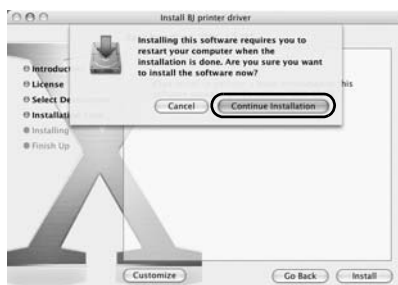 Install BJ printer driver
Installing this software requires you to
restart your computer when the
installation is done. Are you sure you want
to install the software now?
Cancel
Continue Installation
Introduct
License
Select De
Installat
Installing
Finish Up
his
Customize
Go Back
Install